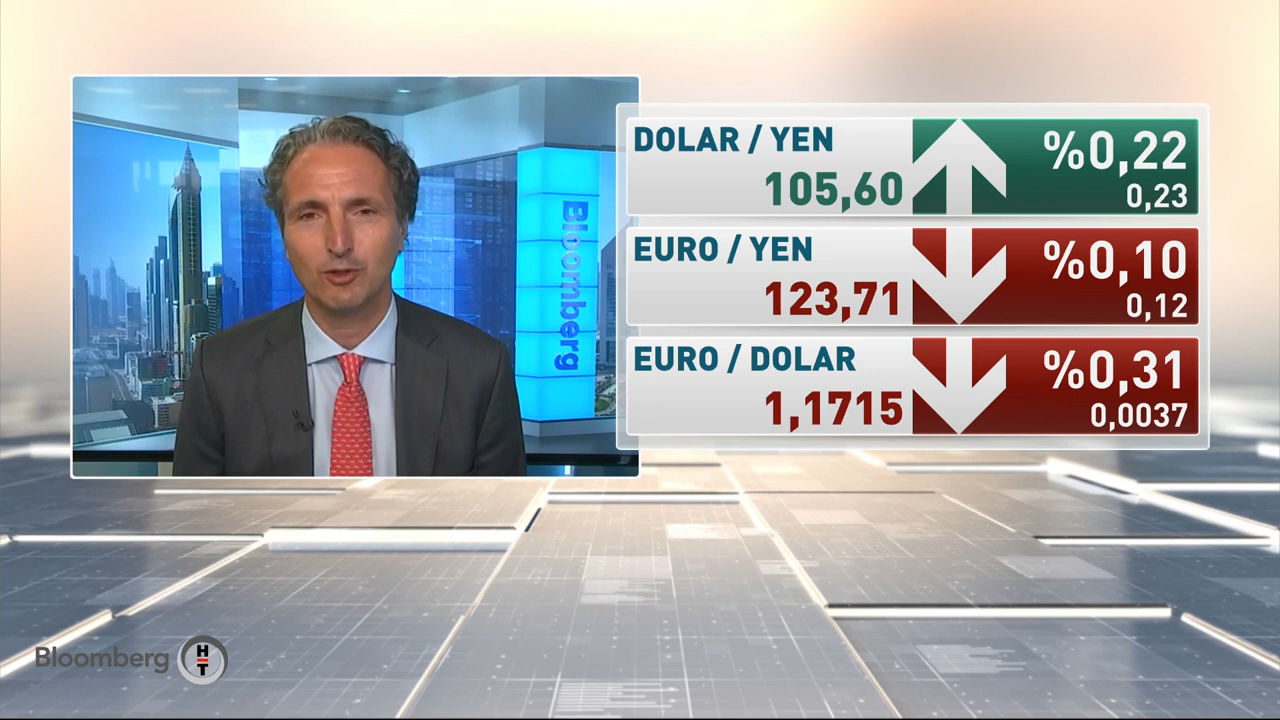 Bloomberg
DOLAR / YEN
105,60
%0,22
0,23
EURO / YEN
123,71
%0,10
0,12
EURO / DOLAR
1,1715
%0,31
0,0037
Bloomberg HT